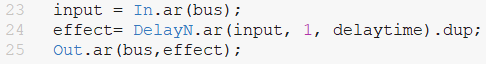 23 input = In.ar(bus);
24 effect= DelayN.ar(input, 1, delaytime).dup;
25 Out.ar(bus,effect);